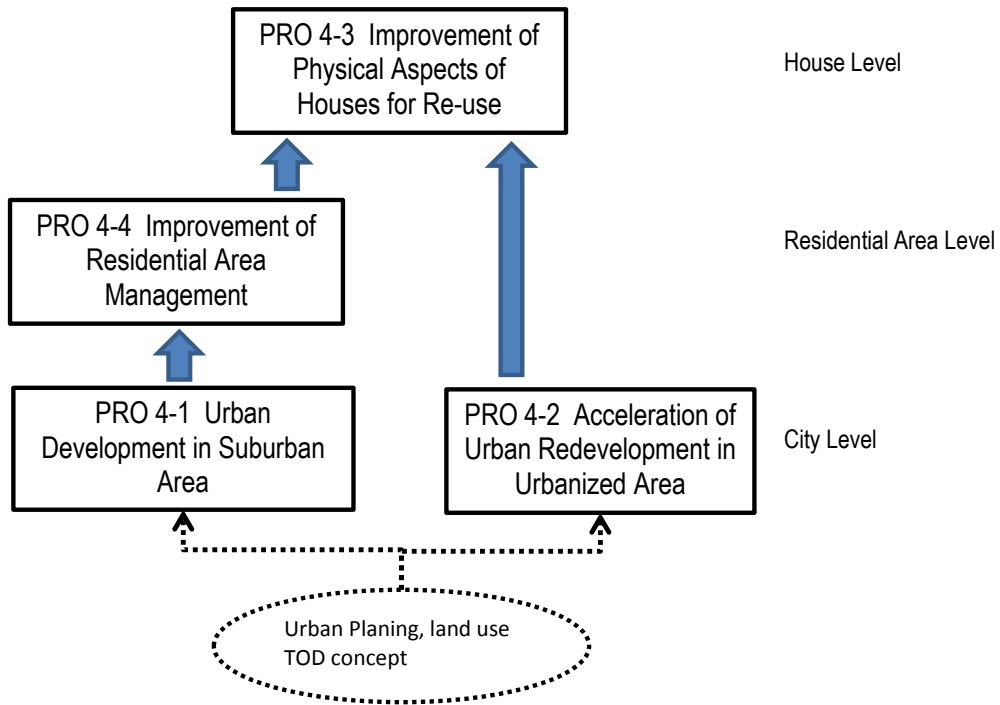 PRO 4-3 Improvement of
Physical Aspects of
Houses for Re-use
House Level
PRO 4-4 Improvement of
Residential Area
Management
Residential Area Level
PRO 4-1 Urban
Development in Suburban
Area
PRO 4-2 Acceleration of
Urban Redevelopment in
Urbanized Area
City Level
Urban Planing, land use
TOD concept